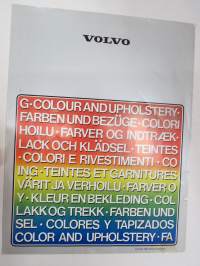 VOLVO
G·COLOUR AND UPHOLSTERY·
FARBEN UND BEZÜGE·COLORI
HOILU·FARVER OG INDTRÆK·
LACK OCH KLÄDSEL·TEINTES
·COLORI E RIVESTIMENTI·CO
ING·TEINTES ET GARNITURES
VÄRIT JA VERHOILU·FARVER O
Y·KLEUR EN BEKLEDING·COL
LAKK OG TREKK·FARBEN UND
SEL·COLORES Y TAPIZADOS
COLOR AND UPHOLSTERY·FA